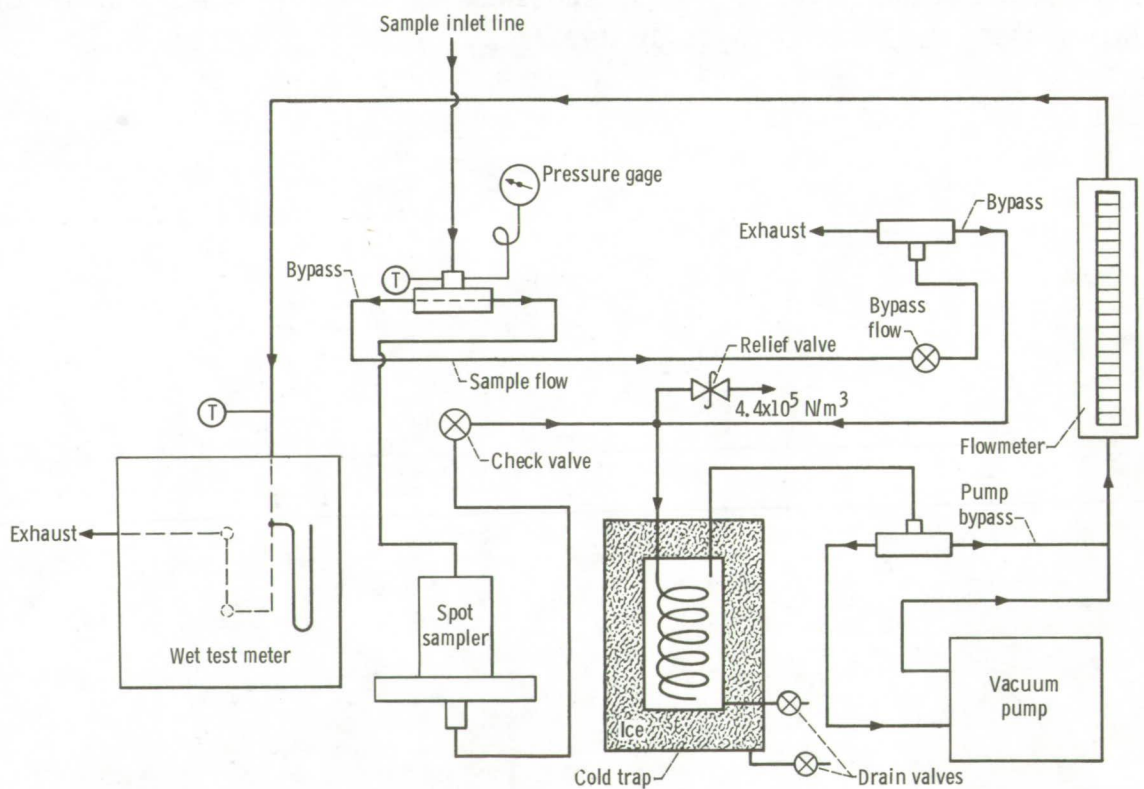 Sample inlet line
Pressure gage
Bypass
T
Bypass
Exhaust
Bypass
flow
Relief valve
Sample flow
4.4x10⁵ N/m³
T
Check valve
Flowmeter
Pump
bypass
Exhaust
Spot
sampler
Wet test meter
Vacuum
pump
Ice
Cold trap
Drain valves